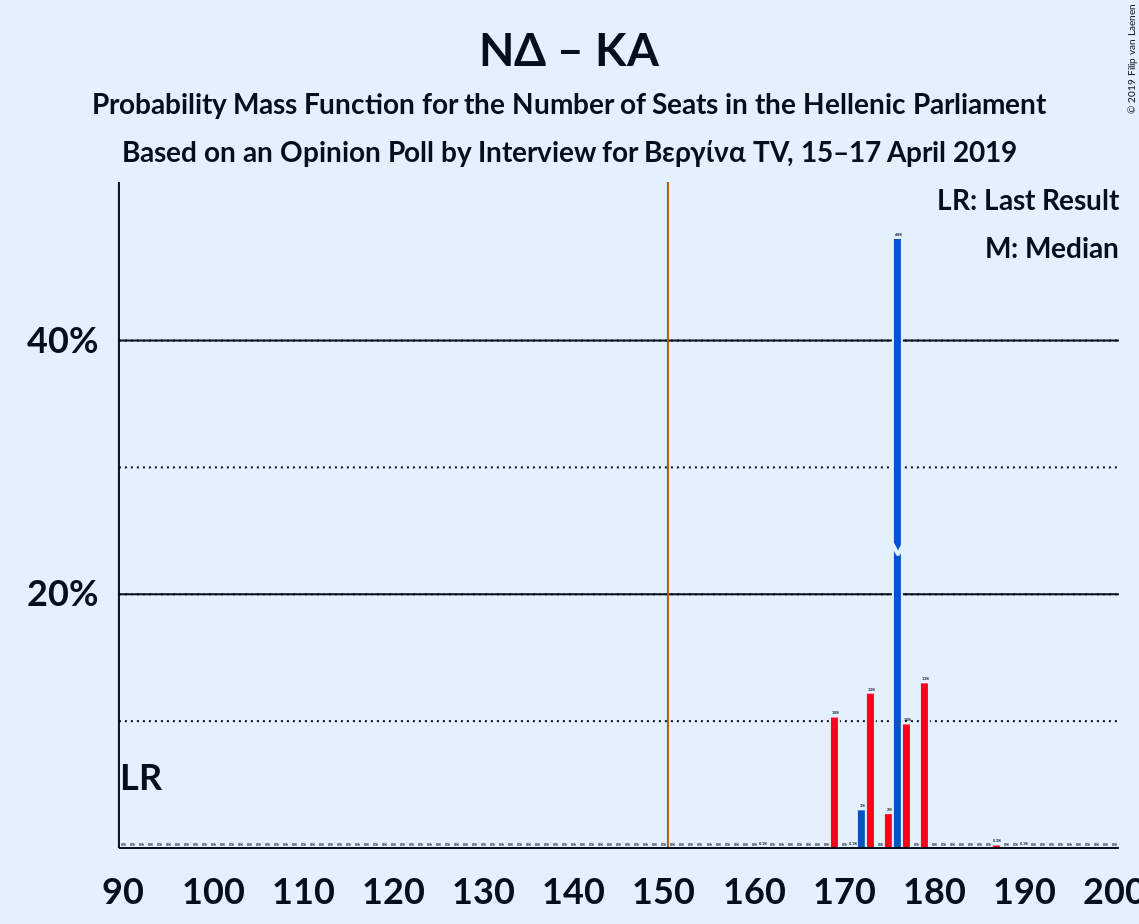 NΔ – KA
Probability Mass Function for the Number of Seats in the Hellenic Parliament
Based on an Opinion Poll by Interview for Βεργίνα TV, 15–17 April 2019
© 2019 Filip van Laenen
LR: Last Result
M: Median
40%
20%
LR
M
90 100 110 120 130 140 150 160 170 180 190 200